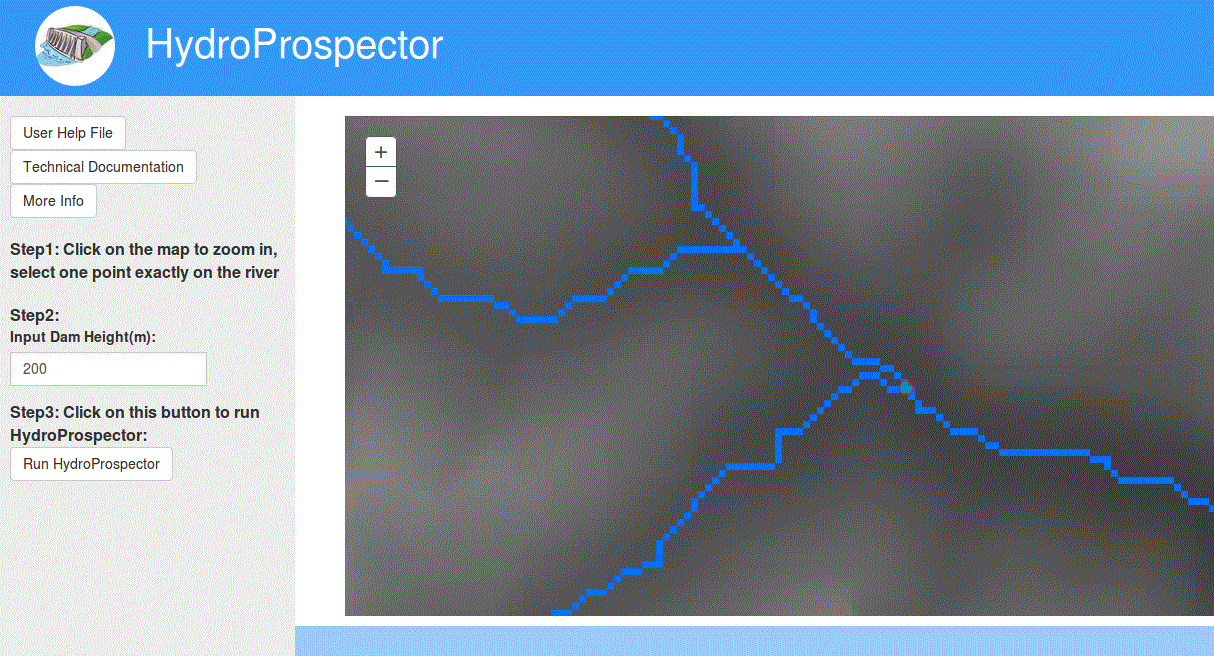 HydroProspector
User Help File
Technical Documentation
More Info
Step1: Click on the map to zoom in,
select one point exactly on the river
Step2:
Input Dam Height(m):
200
Step3: Click on this button to run
HydroProspector:
Run HydroProspector
+
−